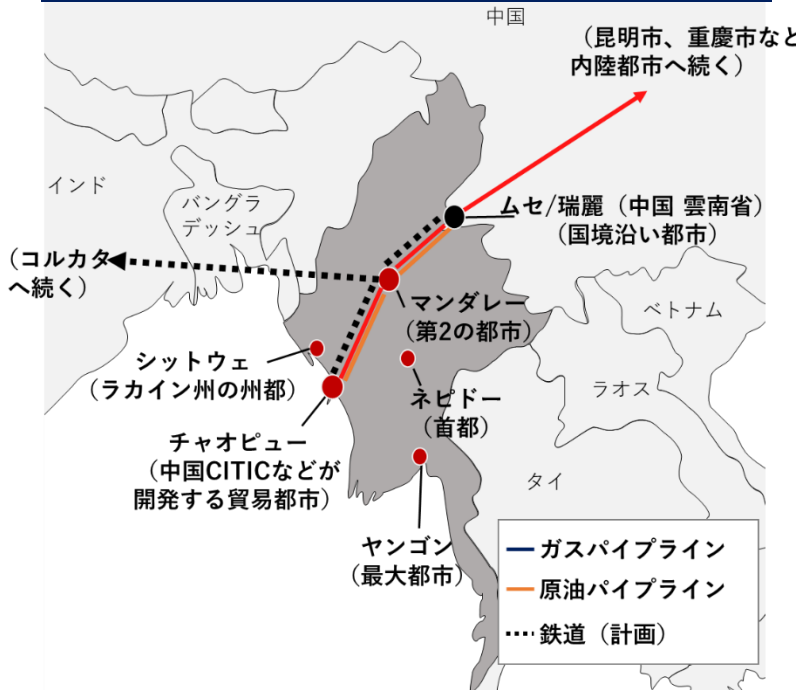 中国
（昆明市、重慶市など
内陸都市へ続く）
インド
バングラ
デッシュ
ムセ/瑞麗（中国 雲南省）
（国境沿い都市）
（コルカタ
へ続く）
マンダレー
（第2の都市）
ベトナム
シットウェ
（ラカイン州の州都）
ネピドー
（首都）
ラオス
チャオピュー
（中国CITICなどが
開発する貿易都市）
タイ
ヤンゴン
（最大都市）
ガスパイプライン
原油パイプライン
鉄道（計画）